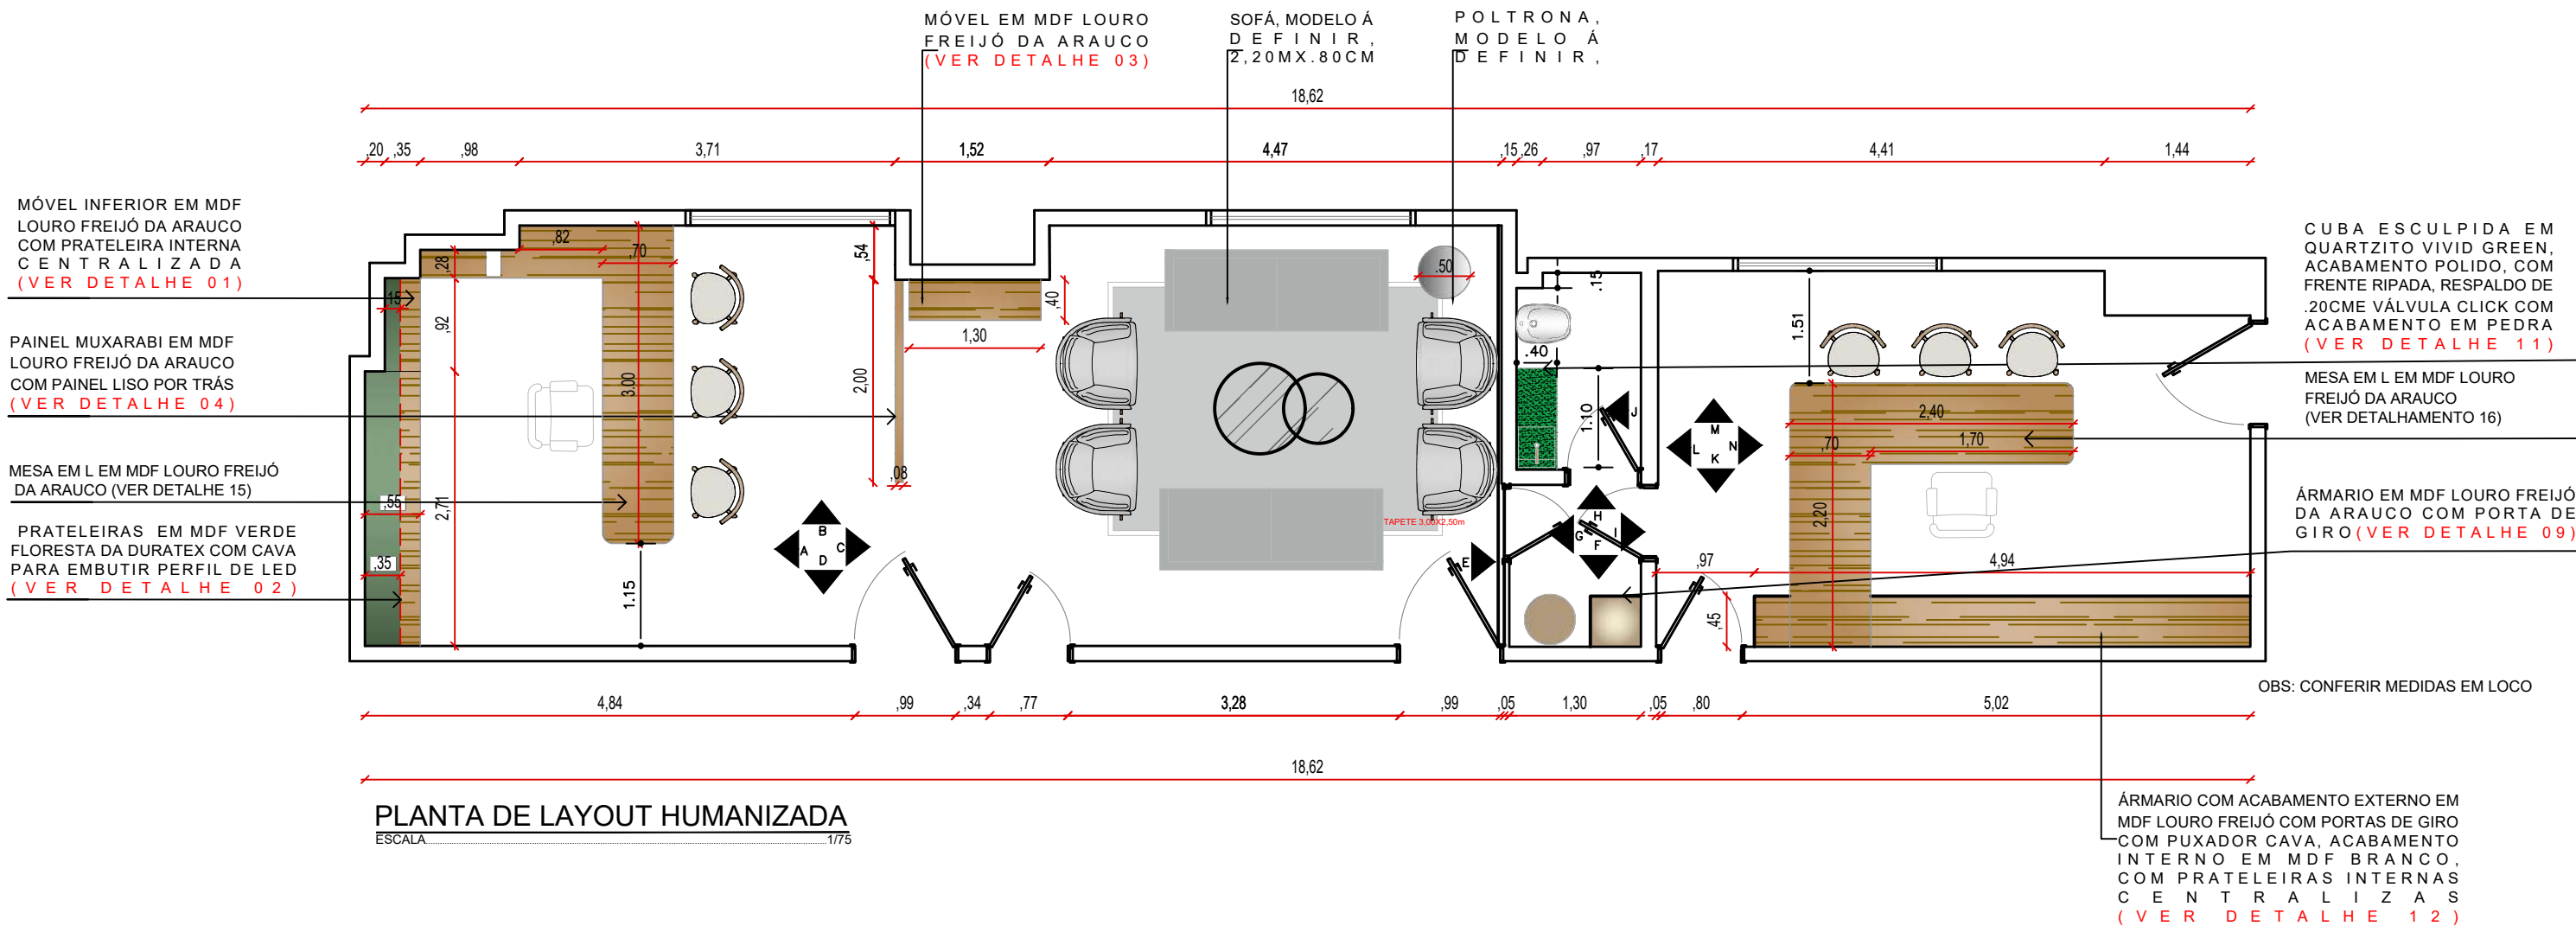 MÓVEL EM MDF LOURO
FREIJÓ DA ARAUCO
(VER DETALHE 03)
SOFÁ, MODELO Á
DEFINIR,
2,20MX.80CM
POLTRONA,
MODELO Á
DEFINIR,
18,62
,20 ,35 ,98 3,71 1,52 4,47 ,15 ,26 ,97 ,17 4,41 1,44
MÓVEL INFERIOR EM MDF
LOURO FREIJÓ DA ARAUCO
COM PRATELEIRA INTERNA
CENTRALIZADA
(VER DETALHE 01)
PAINEL MUXARABI EM MDF
LOURO FREIJÓ DA ARAUCO
COM PAINEL LISO POR TRÁS
(VER DETALHE 04)
MESA EM L EM MDF LOURO FREIJÓ
DA ARAUCO (VER DETALHE 15)
PRATELEIRAS EM MDF VERDE
FLORESTA DA DURATEX COM CAVA
PARA EMBUTIR PERFIL DE LED
(VER DETALHE 02)
,82
,70
,28
,15
,92
3.00
2,71
,55
,35
1.15
,54
2,00
,08
,40
1,30
A B C D
.50
TAPETE 3,00X2,50m
E
.15
.40
1.10
J
G H I F
,97
,45
L M N K
1.51
2,40
,70
1,70
2,20
4,94
CUBA ESCULPIDA EM
QUARTZITO VIVID GREEN,
ACABAMENTO POLIDO, COM
FRENTE RIPADA, RESPALDO DE
.20CME VÁLVULA CLICK COM
ACABAMENTO EM PEDRA
(VER DETALHE 11)
MESA EM L EM MDF LOURO
FREIJÓ DA ARAUCO
(VER DETALHAMENTO 16)
ÁRMARIO EM MDF LOURO FREIJÓ
DA ARAUCO COM PORTA DE
GIRO(VER DETALHE 09)
OBS: CONFERIR MEDIDAS EM LOCO
4,84 ,99 ,34 ,77 3,28 ,99 ,05 1,30 ,05 ,80 5,02
18,62
PLANTA DE LAYOUT HUMANIZADA
ESCALA 1/75
ÁRMARIO COM ACABAMENTO EXTERNO EM
MDF LOURO FREIJÓ COM PORTAS DE GIRO
COM PUXADOR CAVA, ACABAMENTO
INTERNO EM MDF BRANCO,
COM PRATELEIRAS INTERNAS
CENTRALIZAS
(VER DETALHE 12)